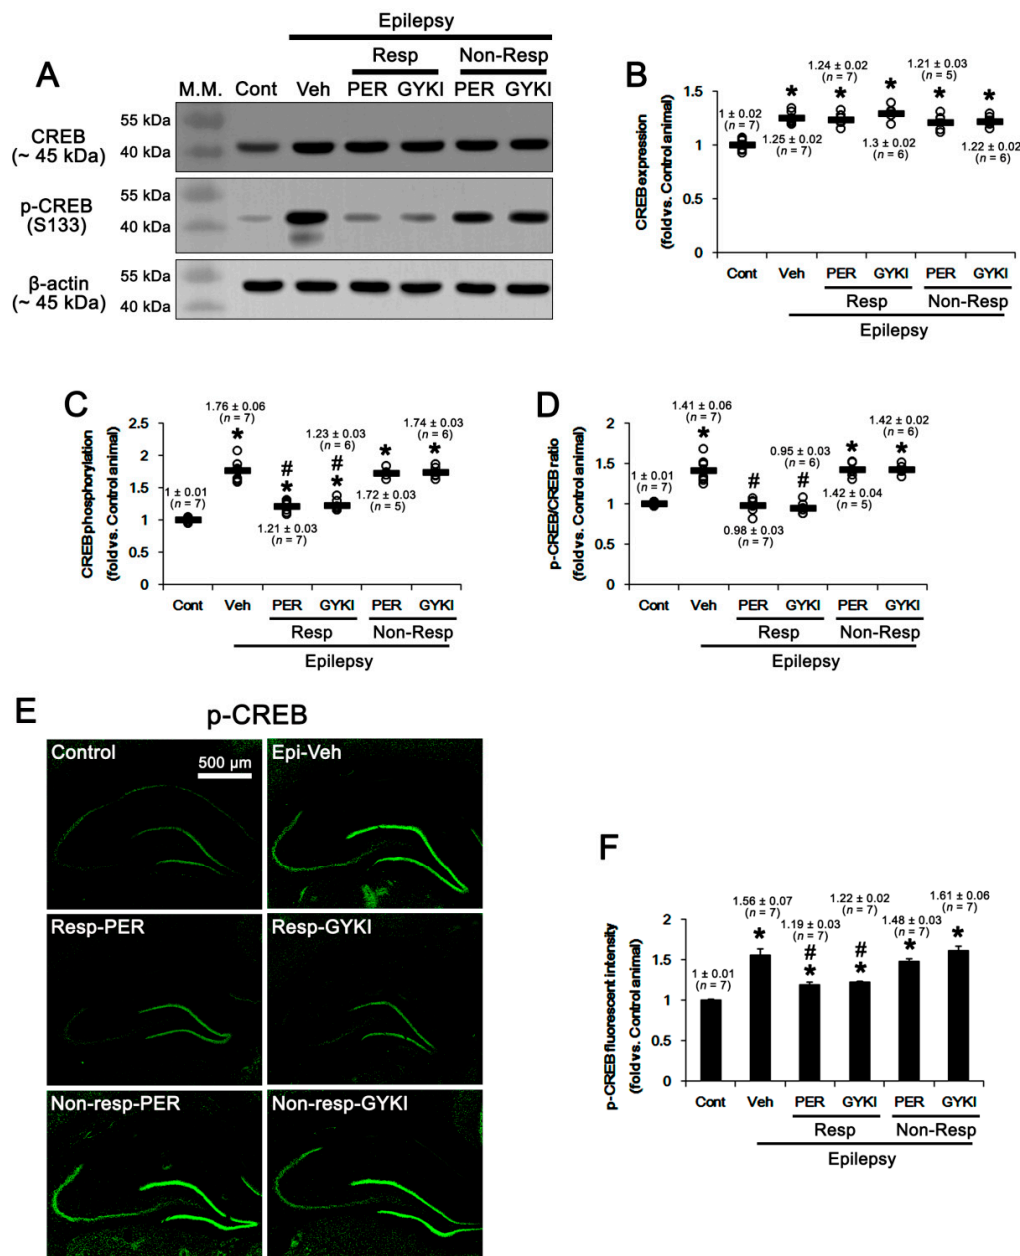 A
Epilepsy
Resp Non-Resp
M.M. Cont Veh PER GYKI PER GYKI
CREB
(~ 45 kDa)
55 kDa
40 kDa
p-CREB
(S133)
55 kDa
40 kDa
β-actin
(~ 45 kDa)
55 kDa
40 kDa
B
CREB expression
(fold vs. Control animal)
1.5
1
0.5
0
1 ± 0.02
(n = 7)
*
1.25 ± 0.02
(n = 7)
1.24 ± 0.02
(n = 7)
*
*
1.3 ± 0.02
(n = 6)
1.21 ± 0.03
(n = 5)
*
*
1.22 ± 0.02
(n = 6)
Cont Veh PER GYKI PER GYKI
Resp Non-Resp
Epilepsy
C
CREB phosphorylation
(fold vs. Control animal)
2.5
2
1.5
1
0.5
0
1 ± 0.01
(n = 7)
1.76 ± 0.06
(n = 7)
*
#
*
1.21 ± 0.03
(n = 7)
1.23 ± 0.03
(n = 6)
#
*
*
1.72 ± 0.03
(n = 5)
1.74 ± 0.03
(n = 6)
*
Cont Veh PER GYKI PER GYKI
Resp Non-Resp
Epilepsy
D
p-CREB/CREB ratio
(fold vs. Control animal)
2
1.5
1
0.5
0
1 ± 0.01
(n = 7)
1.41 ± 0.06
(n = 7)
*
#
0.98 ± 0.03
(n = 7)
0.95 ± 0.03
(n = 6)
#
*
1.42 ± 0.04
(n = 5)
1.42 ± 0.02
(n = 6)
*
Cont Veh PER GYKI PER GYKI
Resp Non-Resp
Epilepsy
E
p-CREB
Control
500 µm
Epi-Veh
Resp-PER
Resp-GYKI
Non-resp-PER
Non-resp-GYKI
F
p-CREB fluorescent intensity
(fold vs. Control animal)
2
1.5
1
0.5
0
1 ± 0.01
(n = 7)
1.56 ± 0.07
(n = 7)
*
1.19 ± 0.03
(n = 7)
#
*
1.22 ± 0.02
(n = 7)
#
*
1.48 ± 0.03
(n = 7)
*
1.61 ± 0.06
(n = 7)
*
Cont Veh PER GYKI PER GYKI
Resp Non-Resp
Epilepsy